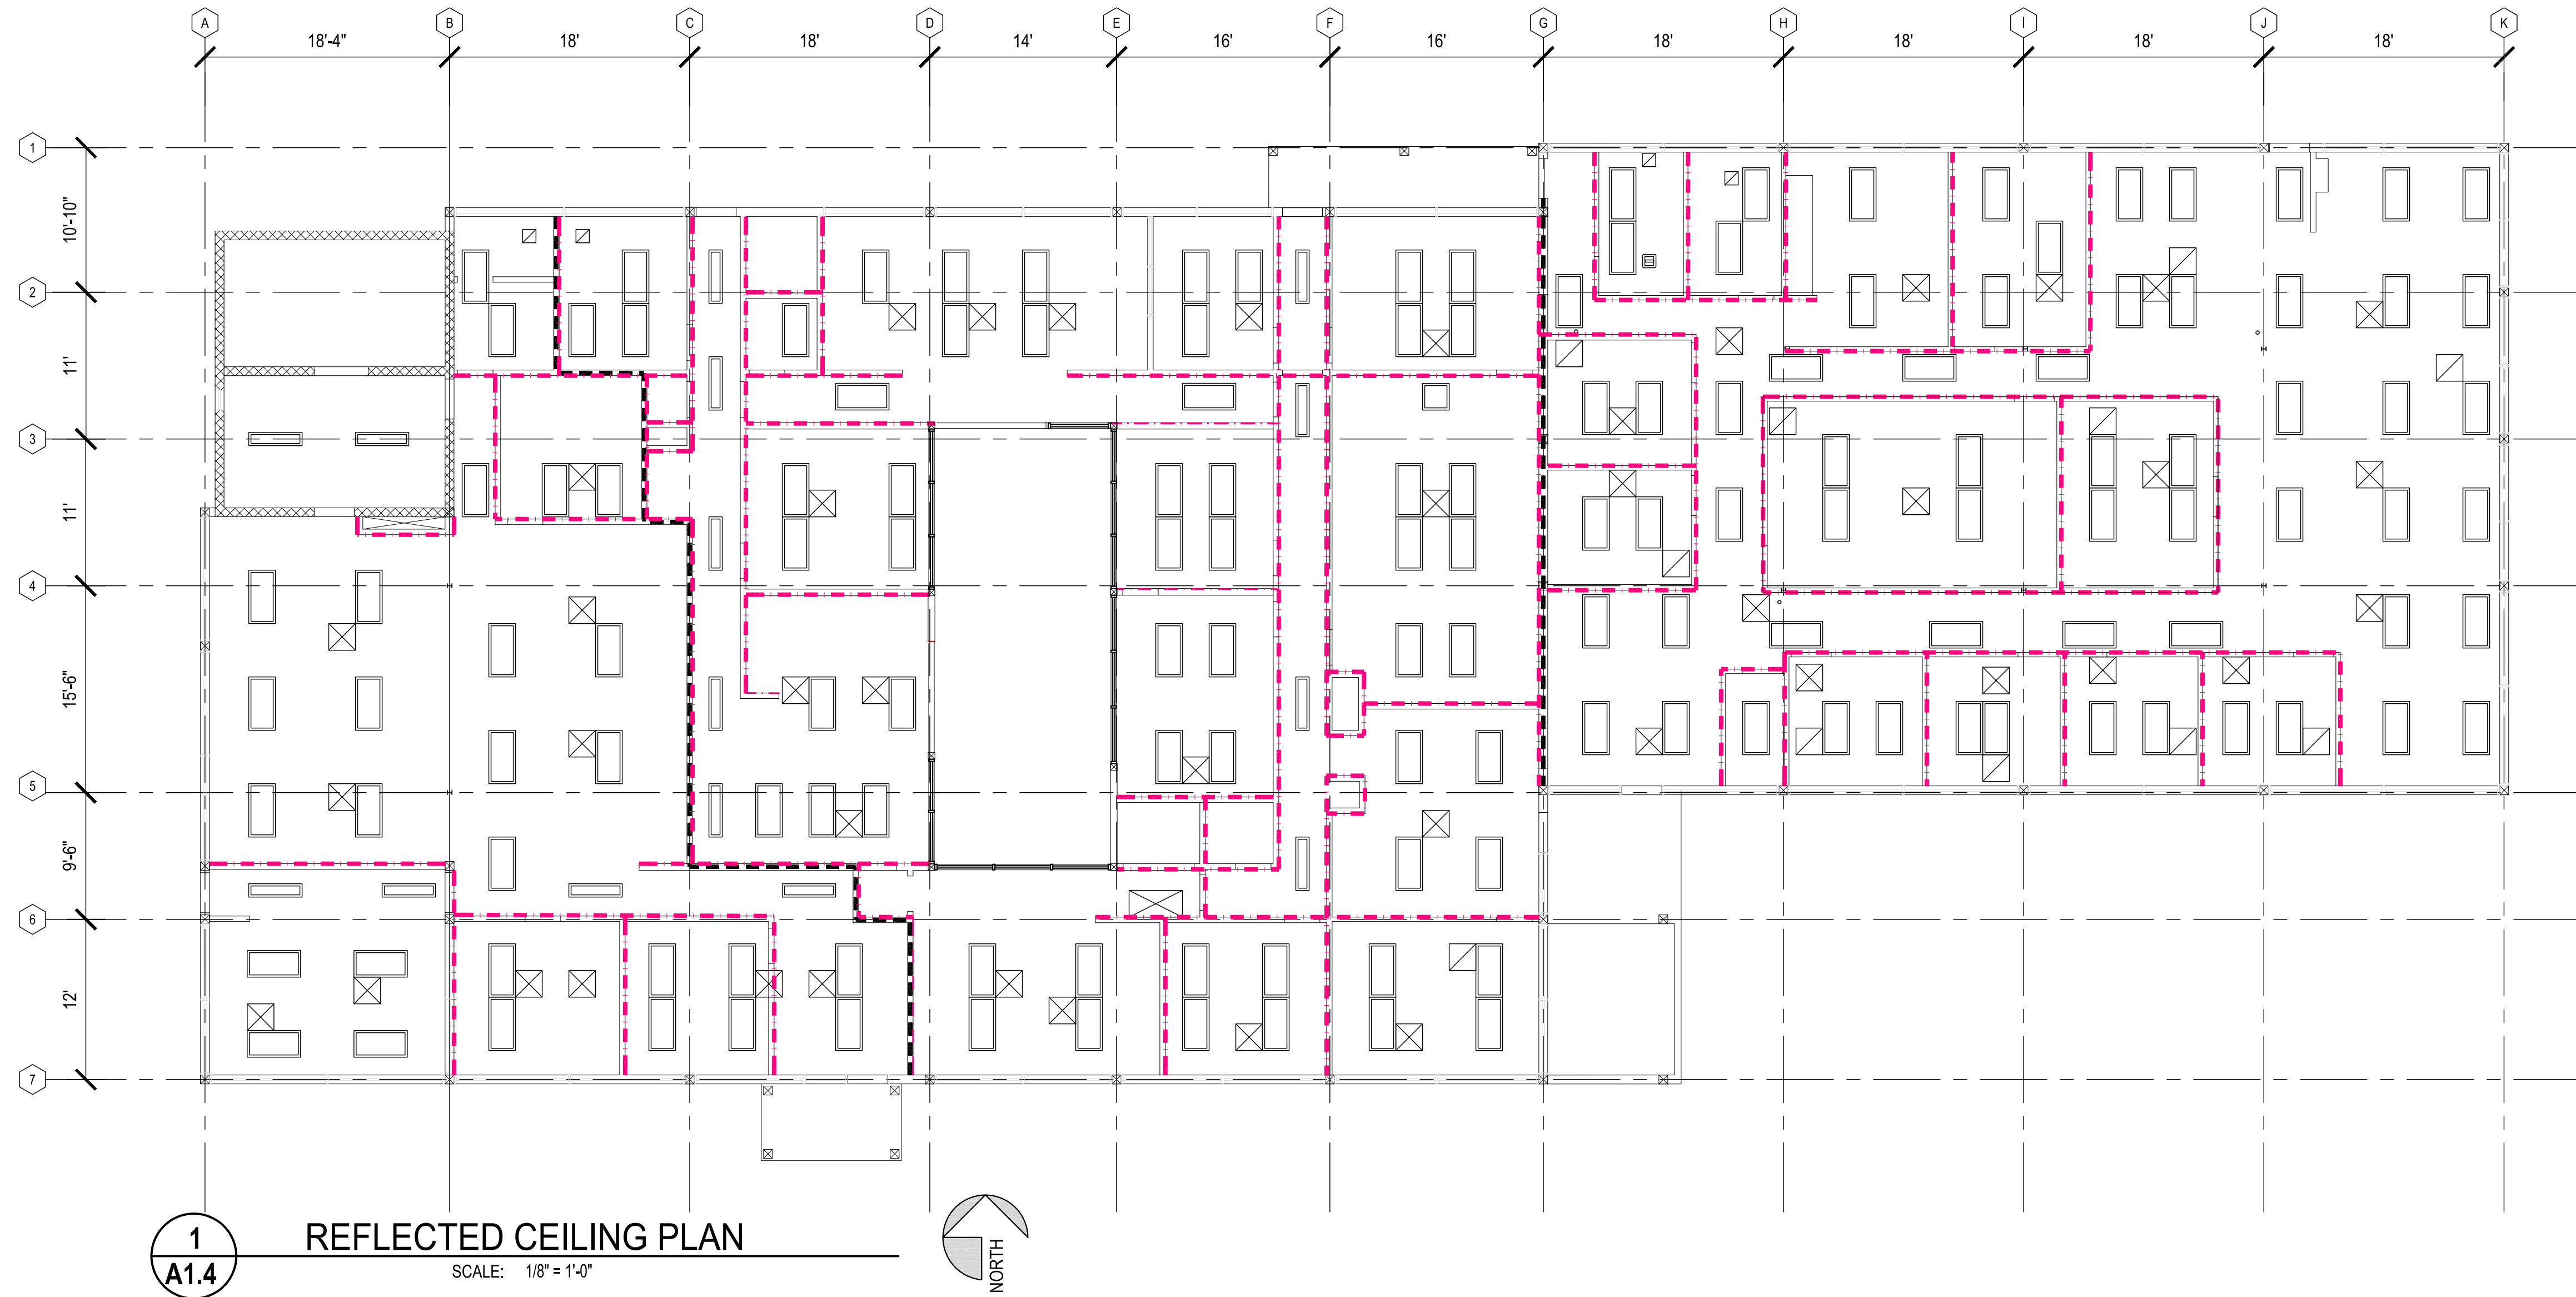 A B C D E F G H I J K
18'-4" 18' 18' 14' 16' 16' 18' 18' 18' 18'
1
10'-10"
2
11'
3
11'
4
15'-6"
5
9'-6"
6
12'
7
1
A1.4
REFLECTED CEILING PLAN
SCALE: 1/8" = 1'-0"
NORTH